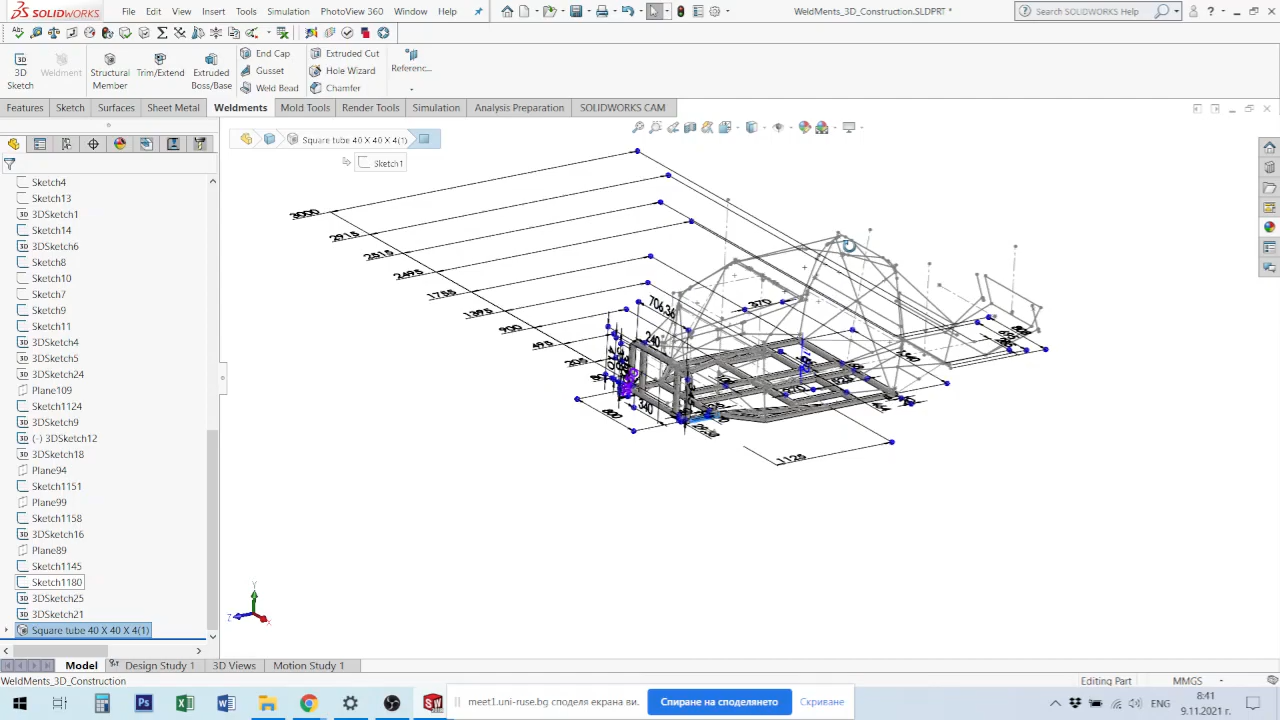 SOLIDWORKS
File Edit View Insert Tools Simulation PhotoView 360 Window Help
WeldMents_3D_Construction.SLDPRT *
Search SOLIDWORKS Help
3D Sketch
Weldment
Structural Member
Trim/Extend
Extruded Boss/Base
End Cap
Gusset
Weld Bead
Extruded Cut
Hole Wizard
Chamfer
Referenc...
Features Sketch Surfaces Sheet Metal Weldments Mold Tools Render Tools Simulation Analysis Preparation SOLIDWORKS CAM
Square tube 40 X 40 X 4(1)
Sketch1
Sketch4
Sketch13
3DSketch1
Sketch14
3DSketch6
Sketch8
Sketch10
Sketch7
Sketch9
Sketch11
3DSketch4
3DSketch5
3DSketch24
Plane109
Sketch1124
3DSketch9
(-) 3DSketch12
3DSketch18
Plane94
Sketch1151
Plane99
Sketch1158
3DSketch16
Plane89
Sketch1145
Sketch1180
3DSketch25
3DSketch21
Square tube 40 X 40 X 4(1)
3000
2915
2515
2495
1755
1395
900
495
205
706.36
240
370
340
800
1125
Y
Z
X
Model Design Study 1 3D Views Motion Study 1
WeldMents_3D_Construction
Editing Part
MMGS
meet1.uni-ruse.bg споделя екрана ви.
Спиране на споделянето
Скриване
ENG
8:41
9.11.2021 г.